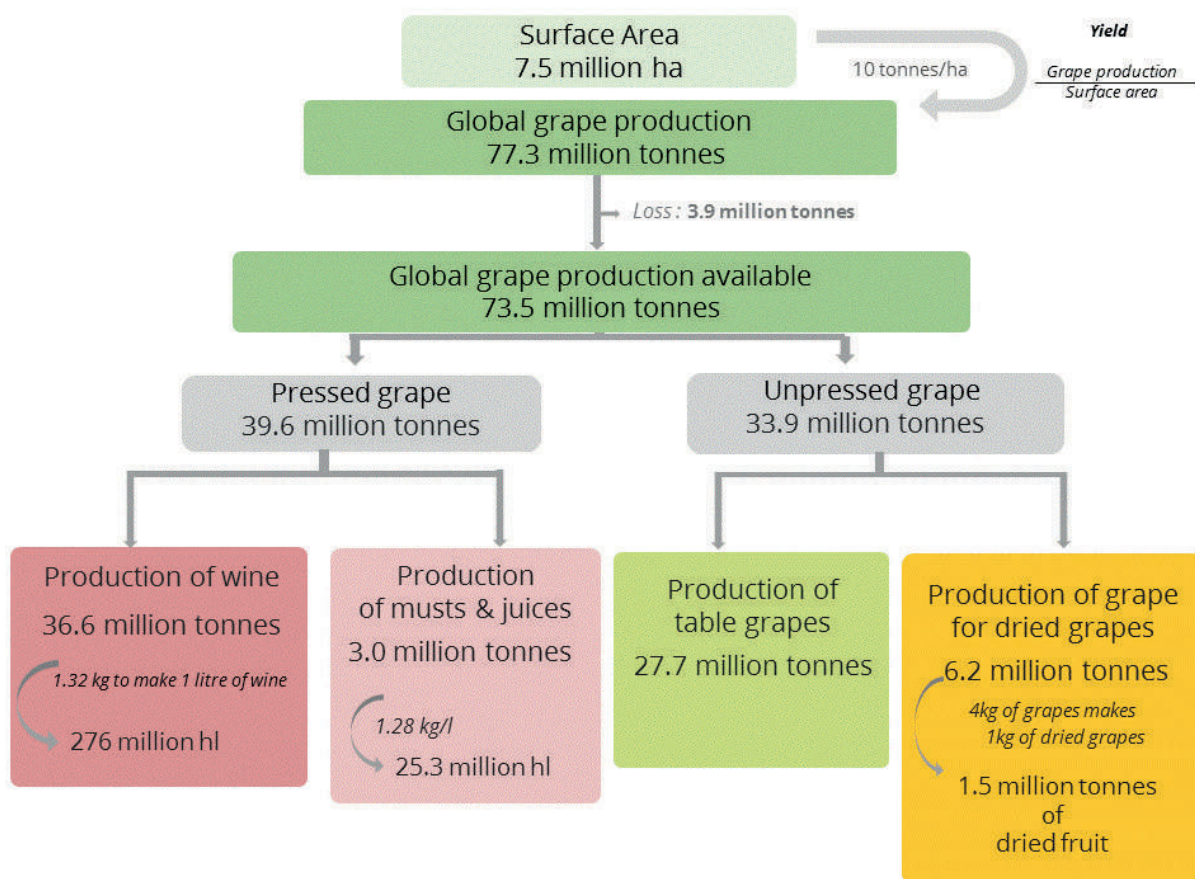 Surface Area
7.5 million ha
10 tonnes/ha
Yield
Grape production
Surface area
Global grape production
77.3 million tonnes
Loss : 3.9 million tonnes
Global grape production available
73.5 million tonnes
Pressed grape
39.6 million tonnes
Unpressed grape
33.9 million tonnes
Production of wine
36.6 million tonnes
1.32 kg to make 1 litre of wine
276 million hl
Production
of musts & juices
3.0 million tonnes
1.28 kg/l
25.3 million hl
Production of
table grapes
27.7 million tonnes
Production of grape
for dried grapes
6.2 million tonnes
4kg of grapes makes
1kg of dried grapes
1.5 million tonnes
of
dried fruit